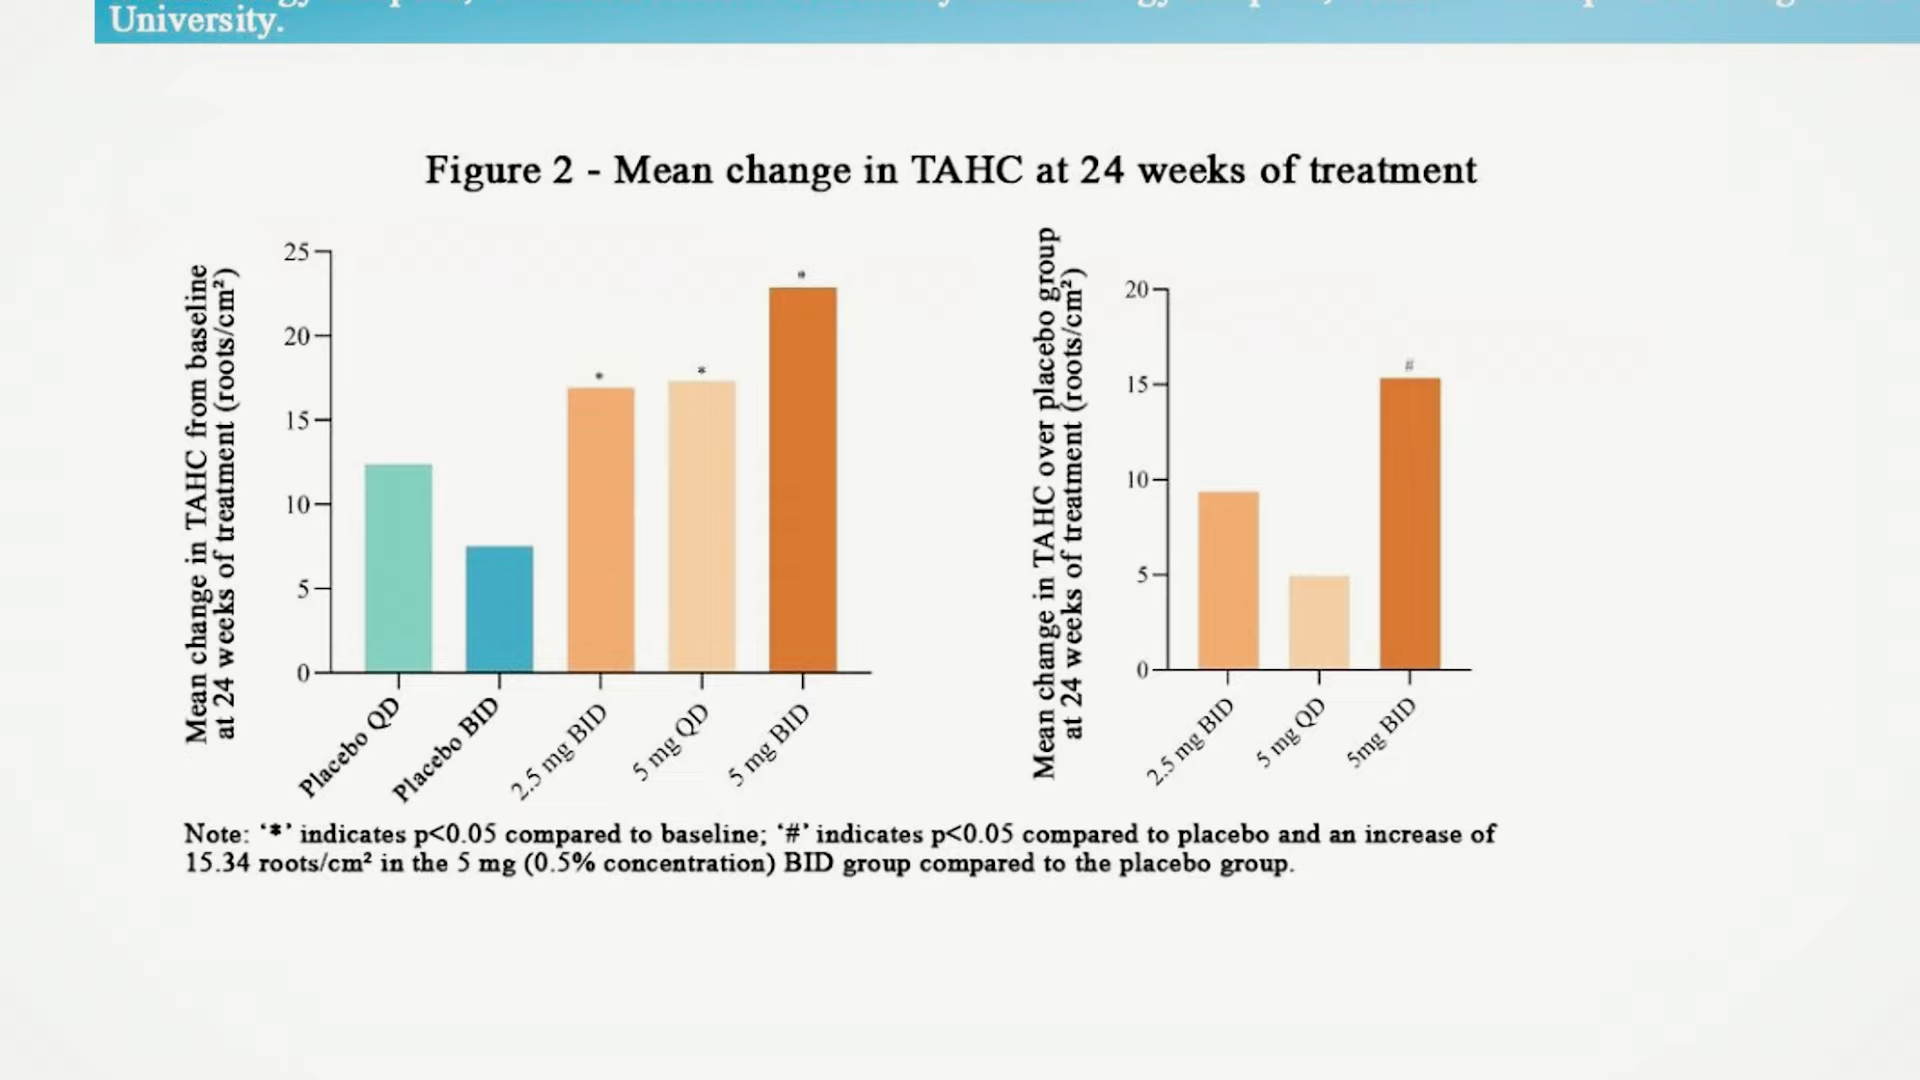 University.
Figure 2 - Mean change in TAHC at 24 weeks of treatment
Mean change in TAHC from baseline
at 24 weeks of treatment (roots/cm²)
25
20
15
10
5
0
*
*
*
Placebo QD
Placebo BID
2.5 mg BID
5 mg QD
5 mg BID
Mean change in TAHC over placebo group
at 24 weeks of treatment (roots/cm²)
20
15
10
5
0
#
2.5 mg BID
5 mg QD
5mg BID
Note: ‘*’ indicates p<0.05 compared to baseline; ‘#’ indicates p<0.05 compared to placebo and an increase of
15.34 roots/cm² in the 5 mg (0.5% concentration) BID group compared to the placebo group.